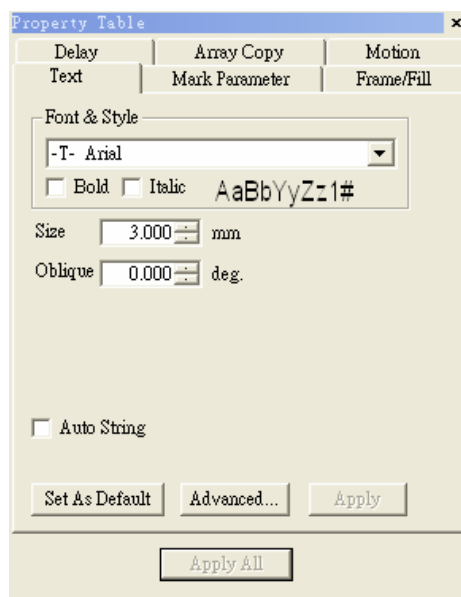 Property Table
Delay Array Copy Motion
Text Mark Parameter Frame/Fill
Font & Style
-T- Arial
Bold Italic AaBbYyZz1#
Size 3.000 mm
Oblique 0.000 deg.
Auto String
Set As Default Advanced... Apply
Apply All